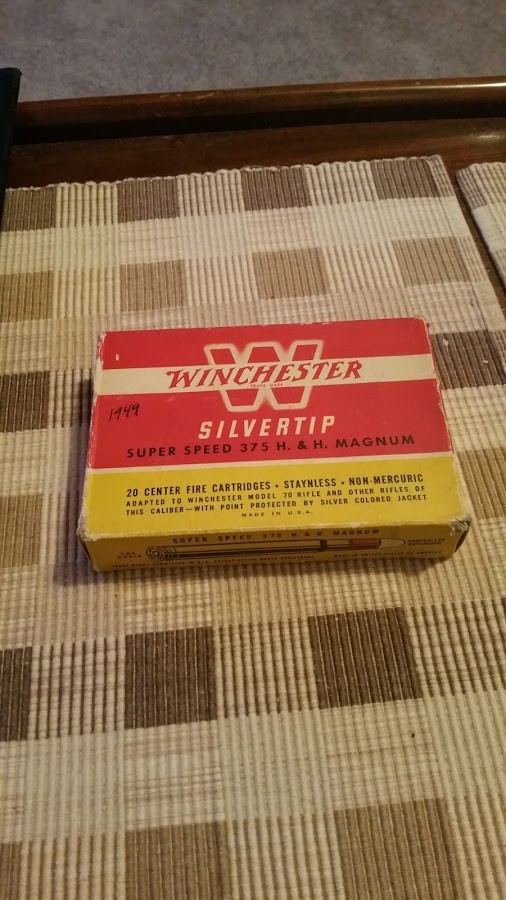 WINCHESTER
TRADE MARK
1949
SILVERTIP
SUPER SPEED 375 H. & H. MAGNUM
20 CENTER FIRE CARTRIDGES • STAYNLESS • NON-MERCURIC
ADAPTED TO WINCHESTER MODEL 70 RIFLE AND OTHER RIFLES OF
THIS CALIBER—WITH POINT PROTECTED BY SILVER COLORED JACKET
MADE IN U.S.A.
SUPER SPEED 375 H. & H. MAGNUM